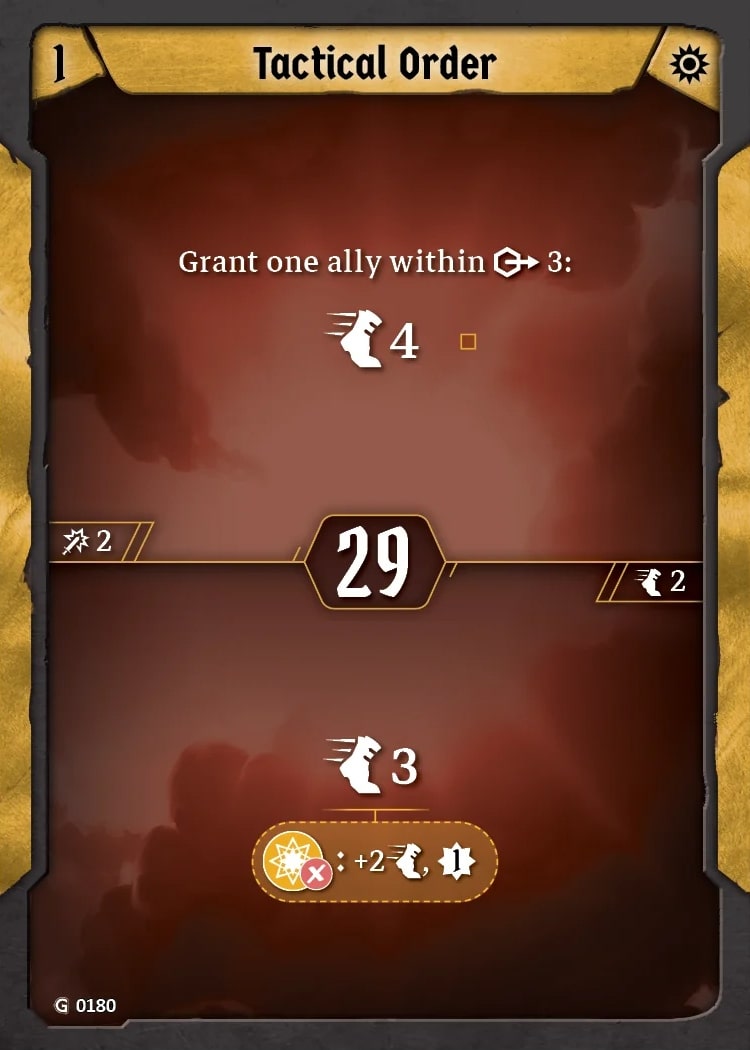 1 Tactical Order
Grant one ally within 3:
4
2
29
2
3
: +2 , 1
G 0180